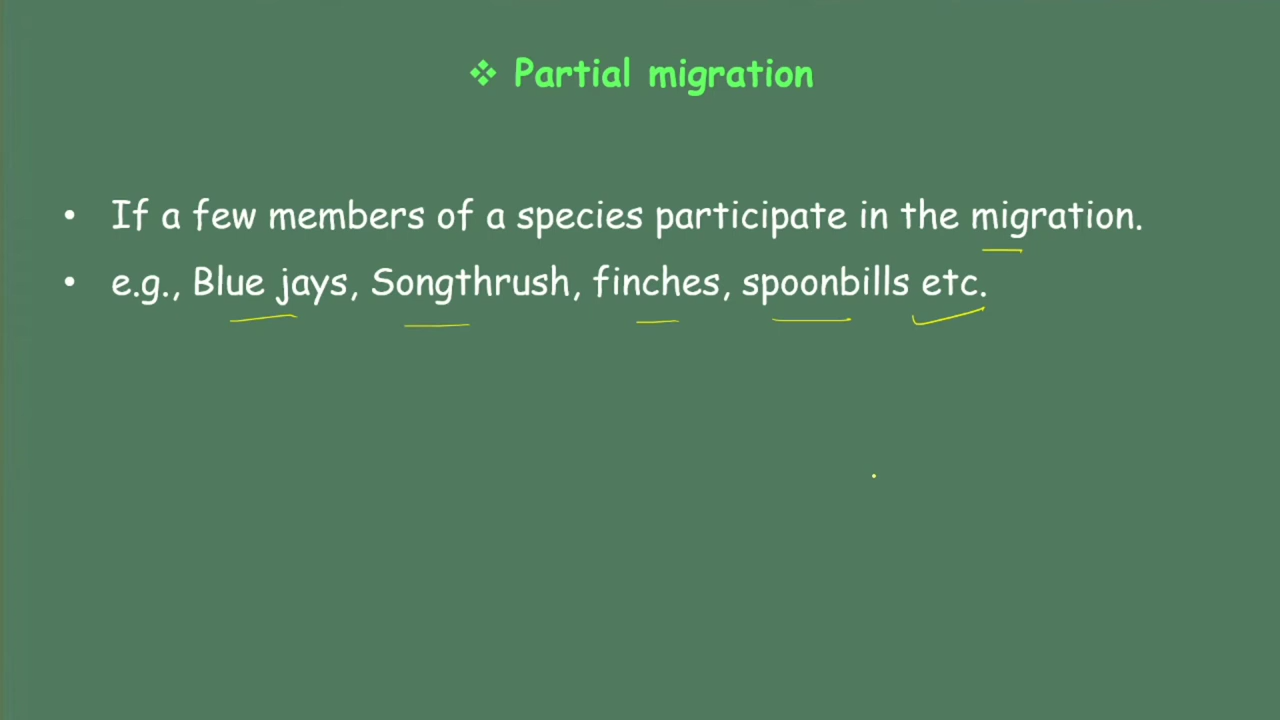 ❖ Partial migration
• If a few members of a species participate in the migration.
• e.g., Blue jays, Songthrush, finches, spoonbills etc.